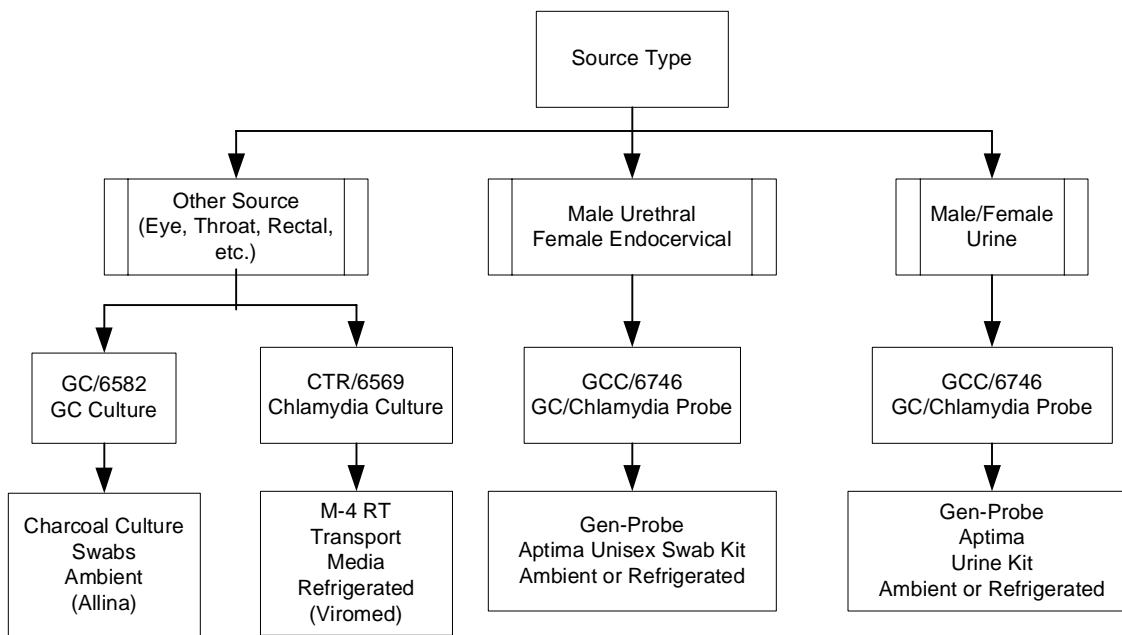 Source Type
Other Source
(Eye, Throat, Rectal,
etc.)
Male Urethral
Female Endocervical
Male/Female
Urine
GC/6582
GC Culture
CTR/6569
Chlamydia Culture
GCC/6746
GC/Chlamydia Probe
GCC/6746
GC/Chlamydia Probe
Charcoal Culture
Swabs
Ambient
(Allina)
M-4 RT
Transport
Media
Refrigerated
(Viromed)
Gen-Probe
Aptima Unisex Swab Kit
Ambient or Refrigerated
Gen-Probe
Aptima
Urine Kit
Ambient or Refrigerated